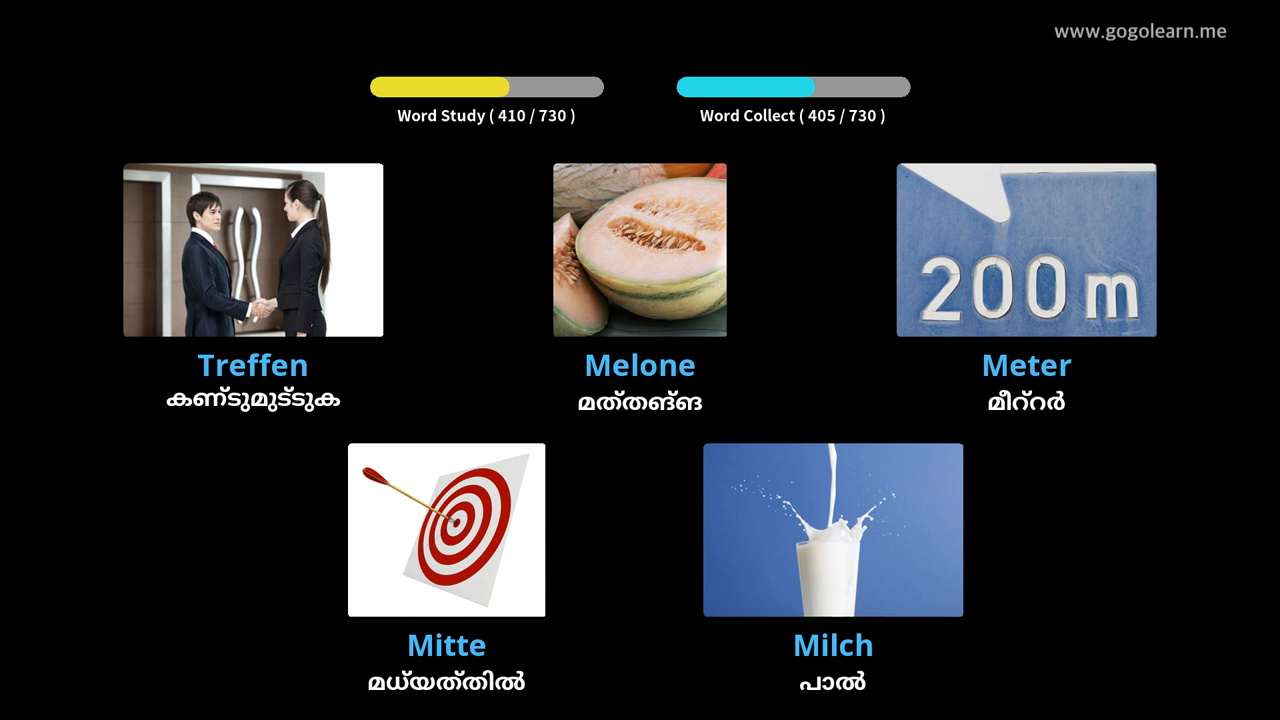 www.gogolearn.me
Word Study ( 410 / 730 )
Word Collect ( 405 / 730 )
200m
Treffen
Melone
Meter
കണ്ടുമുട്ടുക
മത്തങ്ങ
മീറ്റർ
Mitte
Milch
മധ്യത്തിൽ
പാൽ